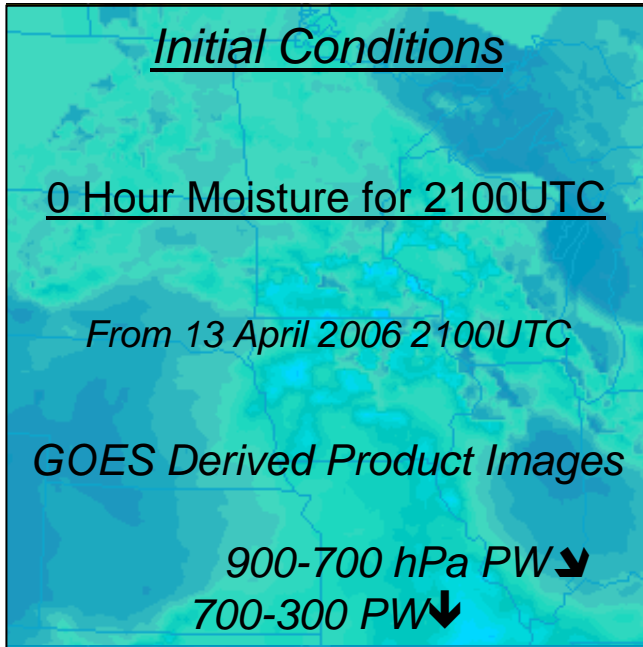 Initial Conditions
0 Hour Moisture for 2100UTC
From 13 April 2006 2100UTC
GOES Derived Product Images
900-700 hPa PW↘
700-300 PW↓